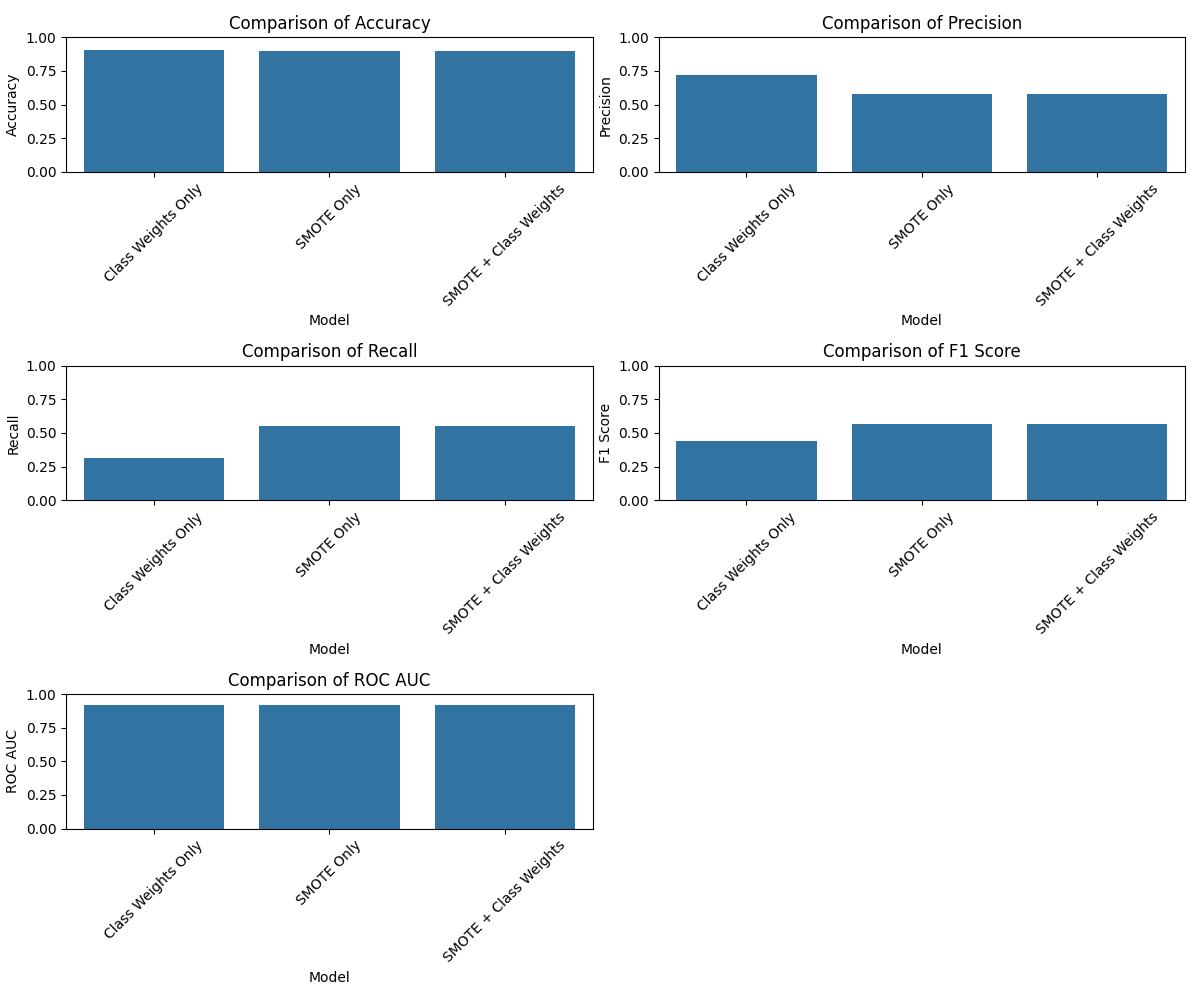 Comparison of Accuracy
1.00
0.75
0.50
0.25
0.00
Accuracy
Class Weights Only
SMOTE Only
SMOTE + Class Weights
Model
Comparison of Precision
1.00
0.75
0.50
0.25
0.00
Precision
Class Weights Only
SMOTE Only
SMOTE + Class Weights
Model
Comparison of Recall
1.00
0.75
0.50
0.25
0.00
Recall
Class Weights Only
SMOTE Only
SMOTE + Class Weights
Model
Comparison of F1 Score
1.00
0.75
0.50
0.25
0.00
F1 Score
Class Weights Only
SMOTE Only
SMOTE + Class Weights
Model
Comparison of ROC AUC
1.00
0.75
0.50
0.25
0.00
ROC AUC
Class Weights Only
SMOTE Only
SMOTE + Class Weights
Model